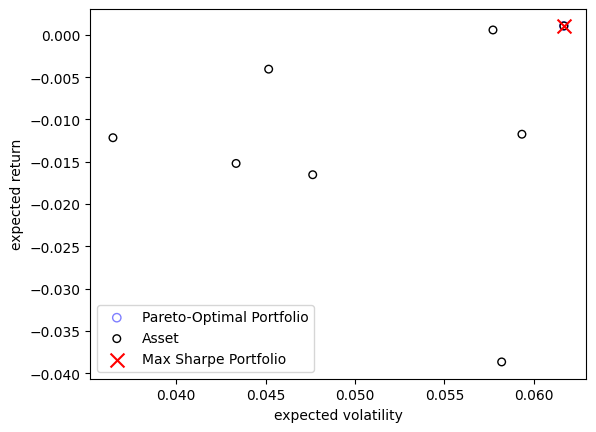 0.000
−0.005
−0.010
−0.015
−0.020
−0.025
−0.030
−0.035
−0.040
expected return
Pareto-Optimal Portfolio
Asset
Max Sharpe Portfolio
0.040 0.045 0.050 0.055 0.060
expected volatility